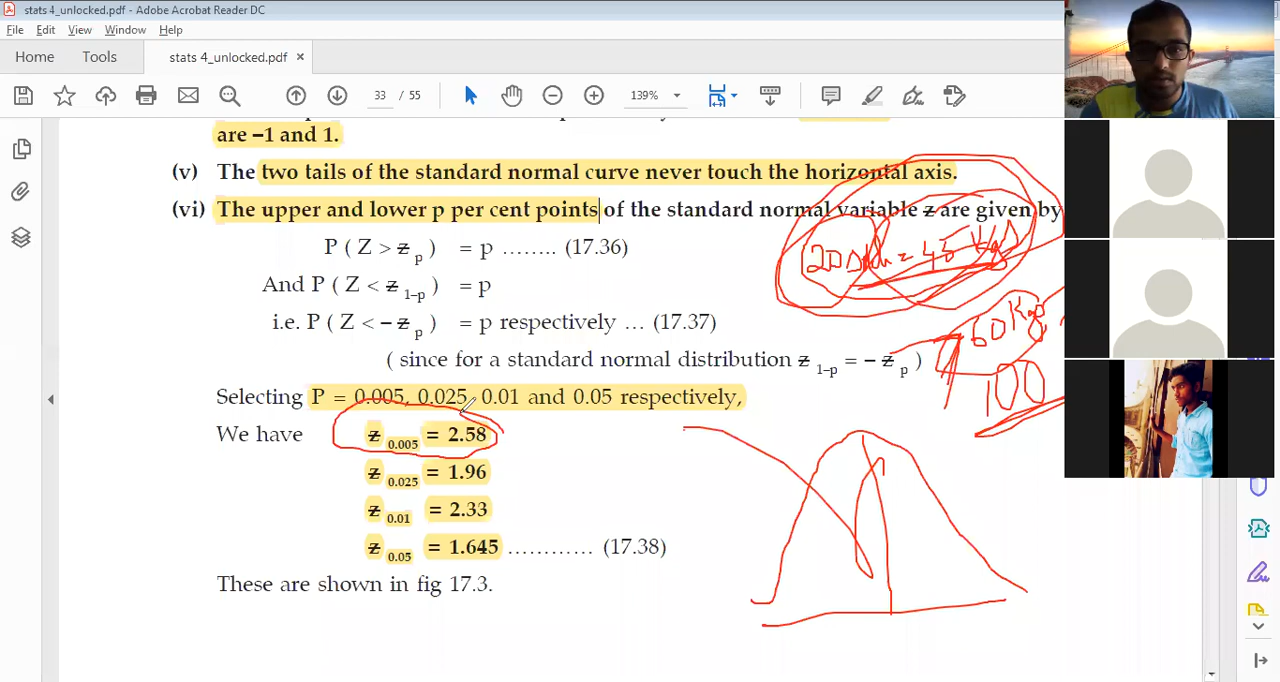 stats 4_unlocked.pdf - Adobe Acrobat Reader DC
File Edit View Window Help
Home Tools stats 4_unlocked.pdf ×
33 / 55 139%
are –1 and 1.
(v) The two tails of the standard normal curve never touch the horizontal axis.
(vi) The upper and lower p per cent points of the standard normal variable z are given by
P ( Z > z p ) = p …….. (17.36)
And P ( Z < z 1–p ) = p
i.e. P ( Z < – z p ) = p respectively … (17.37)
( since for a standard normal distribution z 1–p = – z p )
Selecting P = 0.005, 0.025, 0.01 and 0.05 respectively,
We have z 0.005 = 2.58
z 0.025 = 1.96
z 0.01 = 2.33
z 0.05 = 1.645 ………… (17.38)
These are shown in fig 17.3.
60 Kgs
100